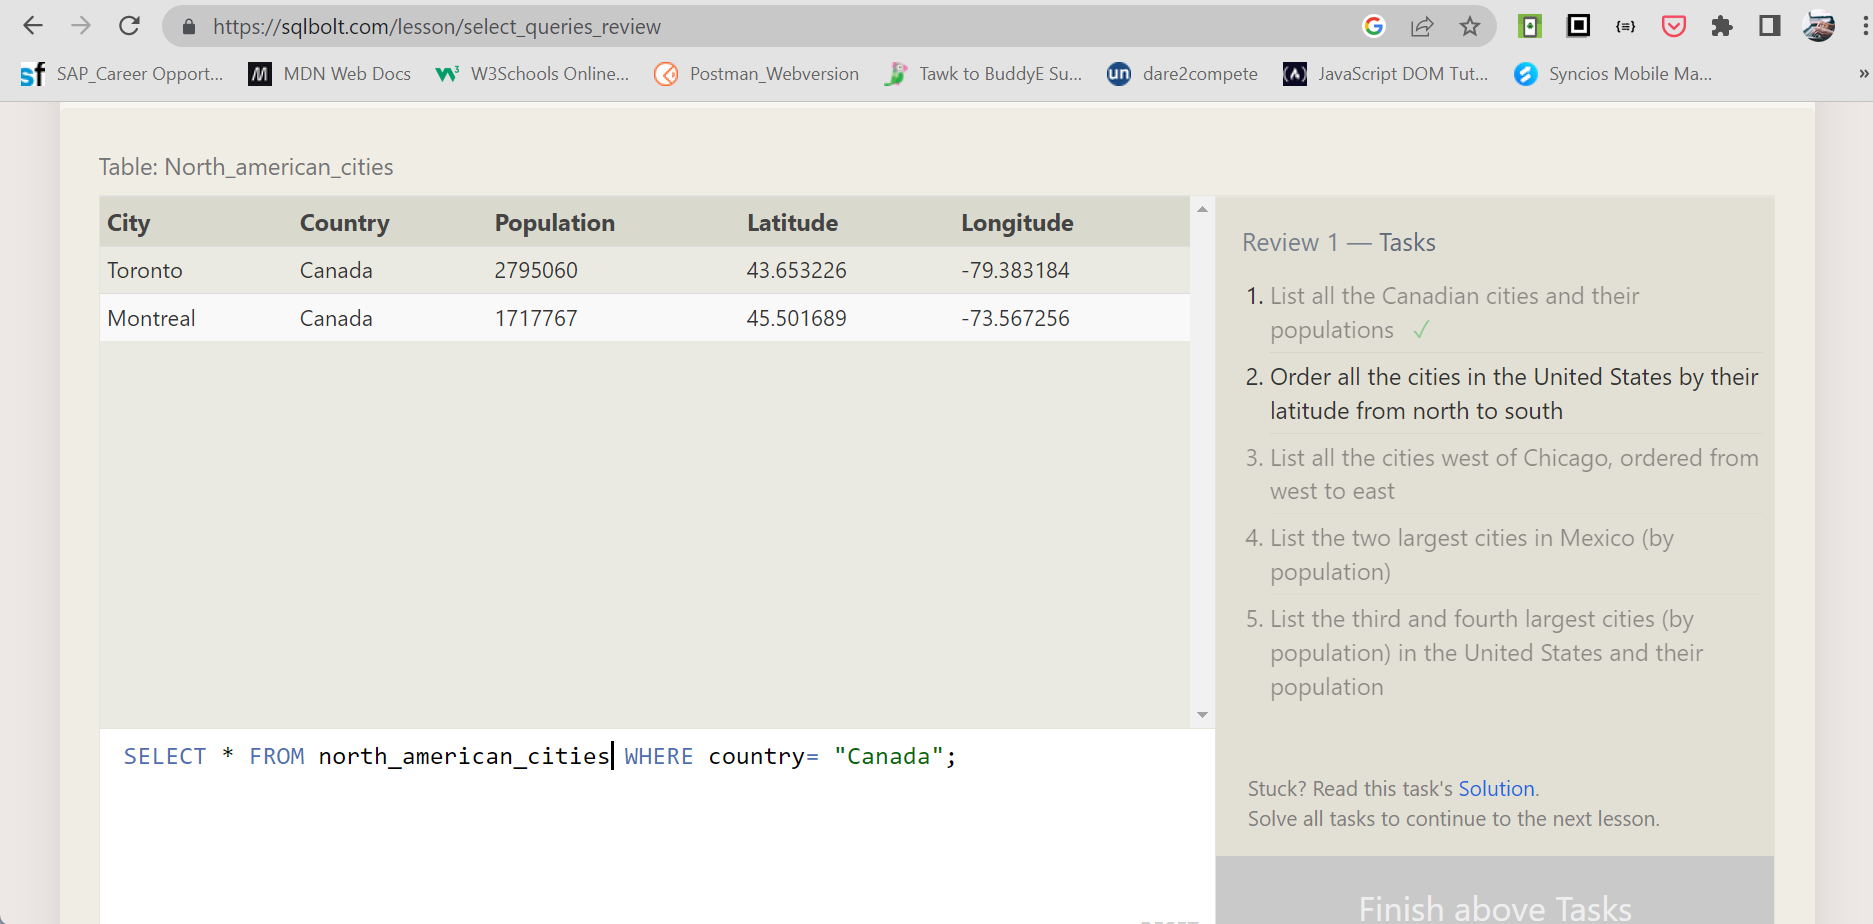 https://sqlbolt.com/lesson/select_queries_review
SAP_Career Opport... MDN Web Docs W3Schools Online... Postman_Webversion Tawk to BuddyE Su... dare2compete JavaScript DOM Tut... Syncios Mobile Ma... »
Table: North_american_cities
City Country Population Latitude Longitude
Toronto Canada 2795060 43.653226 -79.383184
Montreal Canada 1717767 45.501689 -73.567256
SELECT * FROM north_american_cities WHERE country= "Canada";
RESET
Review 1 — Tasks
1. List all the Canadian cities and their
populations ✓
2. Order all the cities in the United States by their
latitude from north to south
3. List all the cities west of Chicago, ordered from
west to east
4. List the two largest cities in Mexico (by
population)
5. List the third and fourth largest cities (by
population) in the United States and their
population
Stuck? Read this task's Solution.
Solve all tasks to continue to the next lesson.
Finish above Tasks